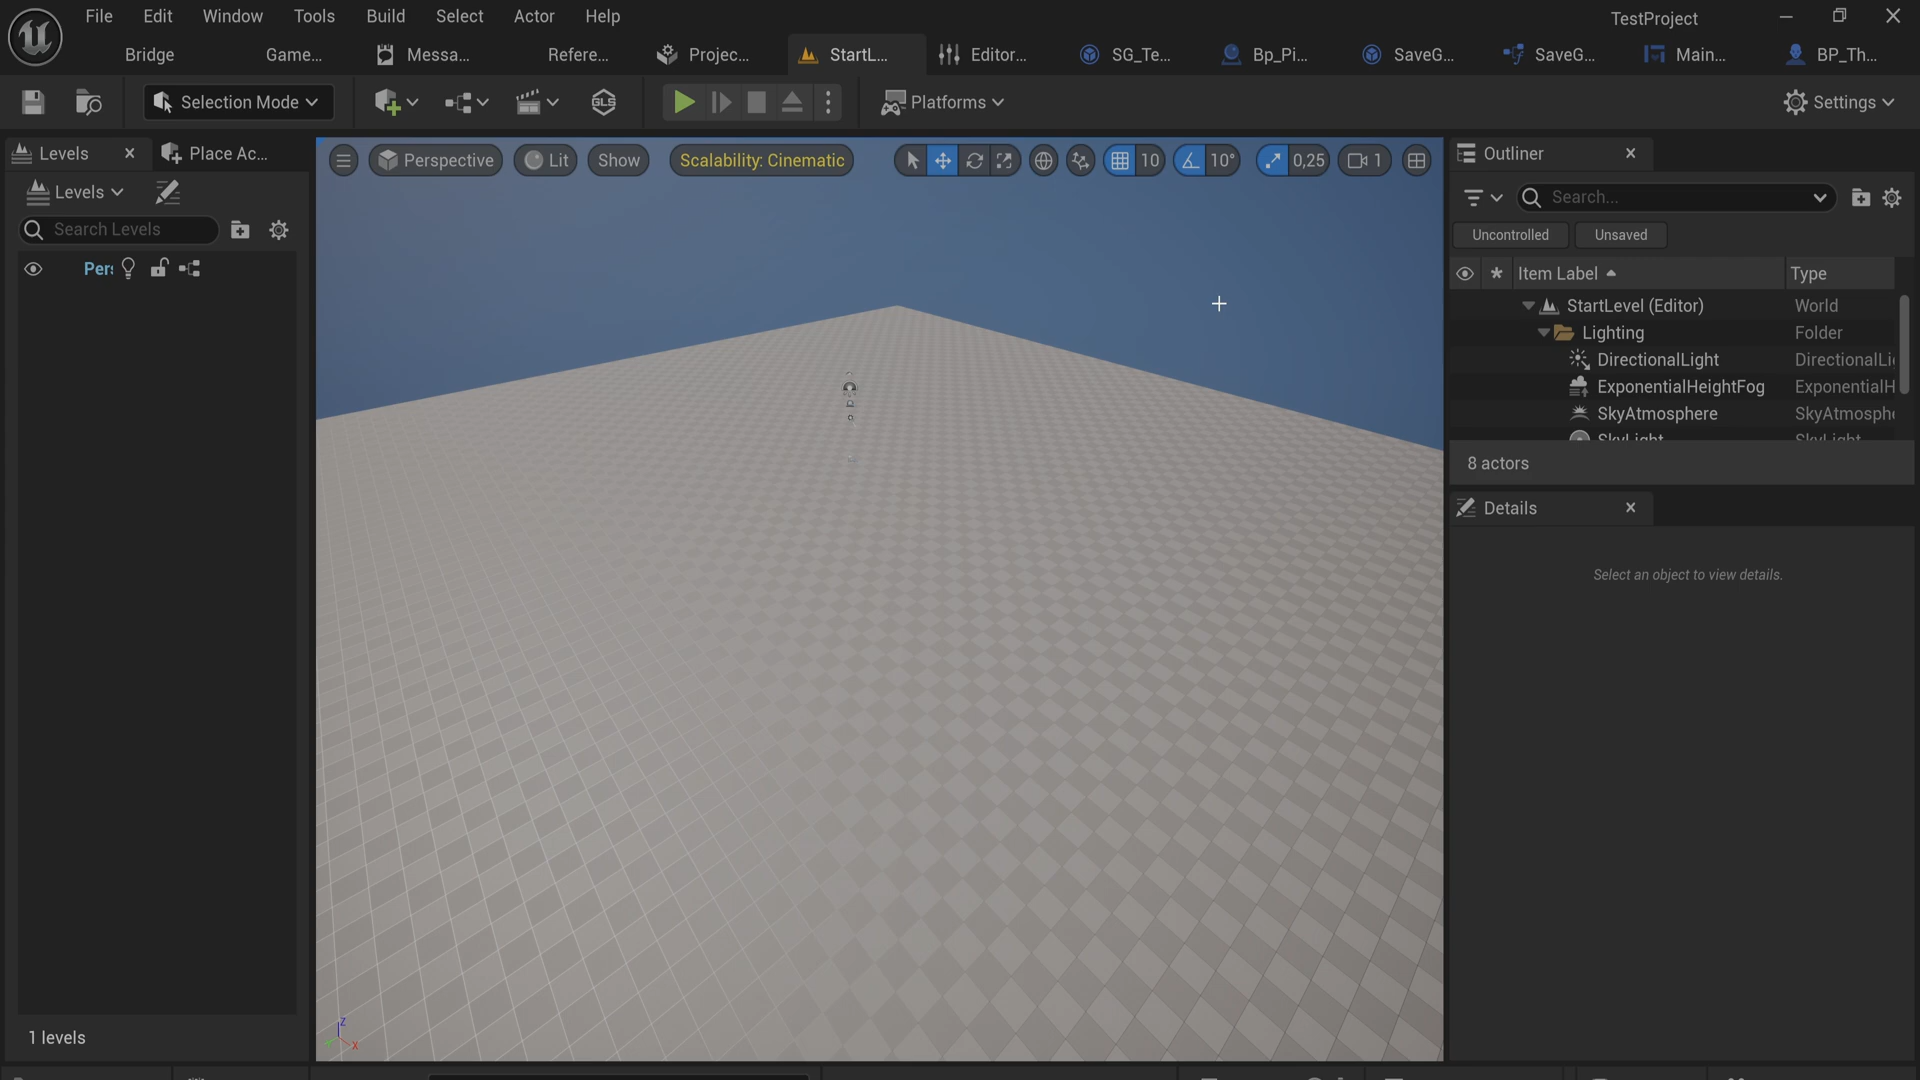 File Edit Window Tools Build Select Actor Help
TestProject
Bridge Game... Messa... Refere... Projec... StartL... Editor... SG_Te... Bp_Pi... SaveG... SaveG... Main... BP_Th...
Selection Mode
GLS
Platforms
Settings
Levels
Place Ac...
Levels
Search Levels
Pers
1 levels
Perspective Lit Show Scalability: Cinematic 10 10° 0,25 1
Z
Y X
Outliner
Search...
Uncontrolled Unsaved
Item Label Type
StartLevel (Editor) World
Lighting Folder
DirectionalLight DirectionalLi
ExponentialHeightFog ExponentialH
SkyAtmosphere SkyAtmosphe
SkyLight SkyLight
8 actors
Details
Select an object to view details.